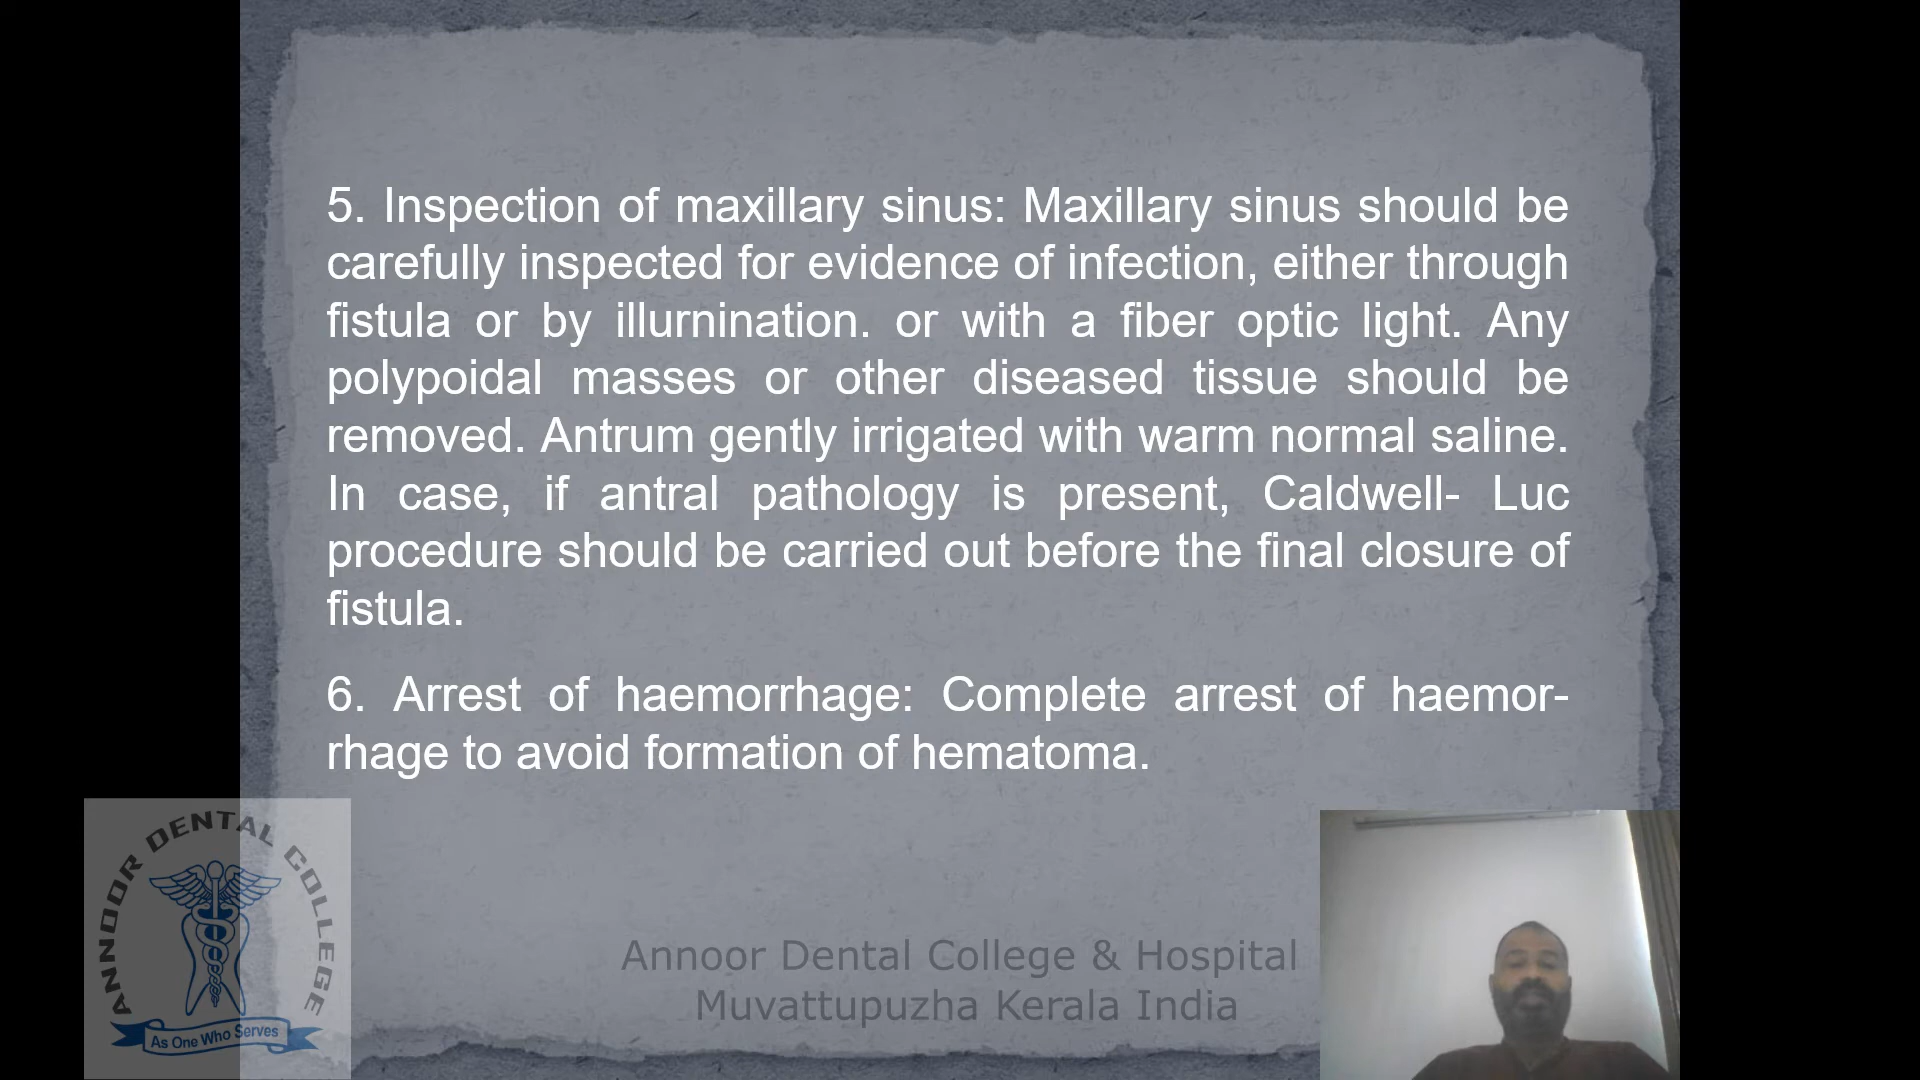 5. Inspection of maxillary sinus: Maxillary sinus should be
carefully inspected for evidence of infection, either through
fistula or by illurnination. or with a fiber optic light. Any
polypoidal masses or other diseased tissue should be
removed. Antrum gently irrigated with warm normal saline.
In case, if antral pathology is present, Caldwell- Luc
procedure should be carried out before the final closure of
fistula.
6. Arrest of haemorrhage: Complete arrest of haemor-
rhage to avoid formation of hematoma.
ANNOOR DENTAL COLLEGE
As One Who Serves
Annoor Dental College & Hospital
Muvattupuzha Kerala India